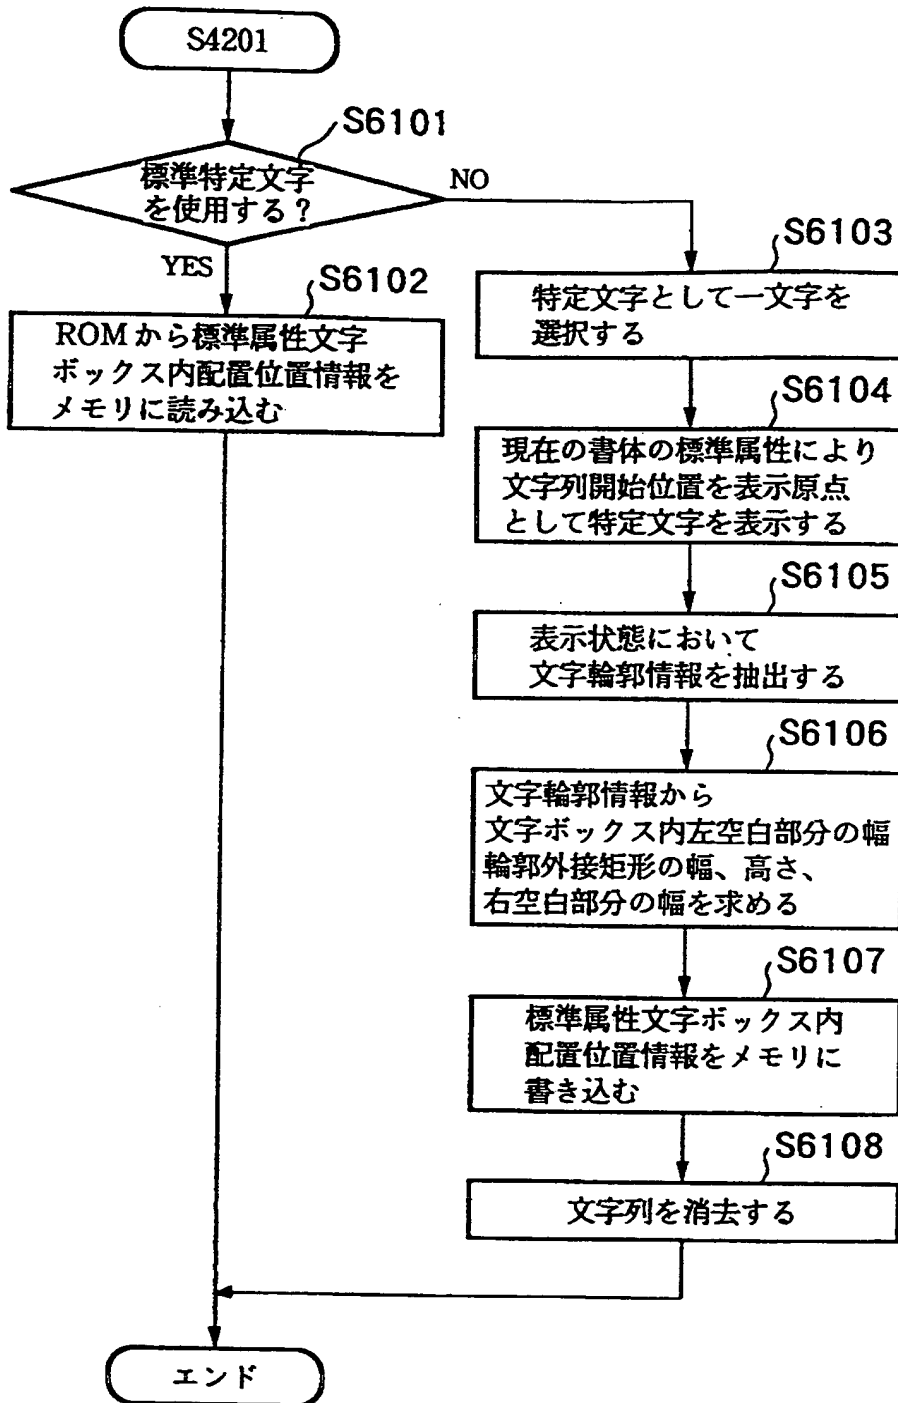 S4201
S6101
標準特定文字
を使用する?
NO
YES
S6102
ROMから標準属性文字
ボックス内配置位置情報を
メモリに読み込む
S6103
特定文字として一文字を
選択する
S6104
現在の書体の標準属性により
文字列開始位置を表示原点
として特定文字を表示する
S6105
表示状態において
文字輪郭情報を抽出する
S6106
文字輪郭情報から
文字ボックス内左空白部分の幅
輪郭外接矩形の幅、高さ、
右空白部分の幅を求める
S6107
標準属性文字ボックス内
配置位置情報をメモリに
書き込む
S6108
文字列を消去する
エンド